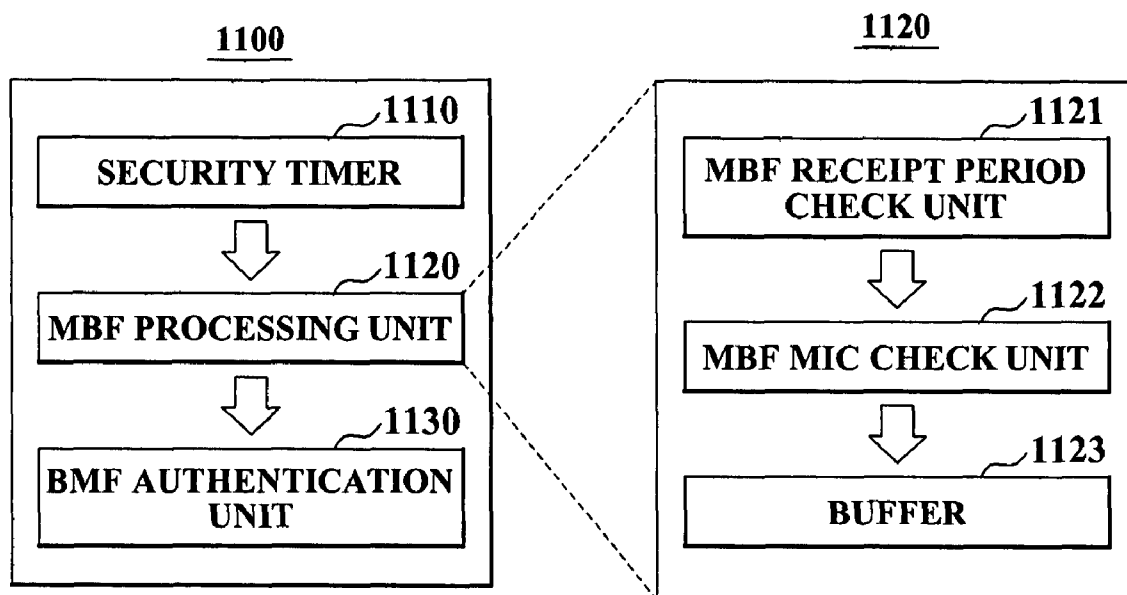 1100
1110
SECURITY TIMER
1120
MBF PROCESSING UNIT
1130
BMF AUTHENTICATION
UNIT
1120
1121
MBF RECEIPT PERIOD
CHECK UNIT
1122
MBF MIC CHECK UNIT
1123
BUFFER